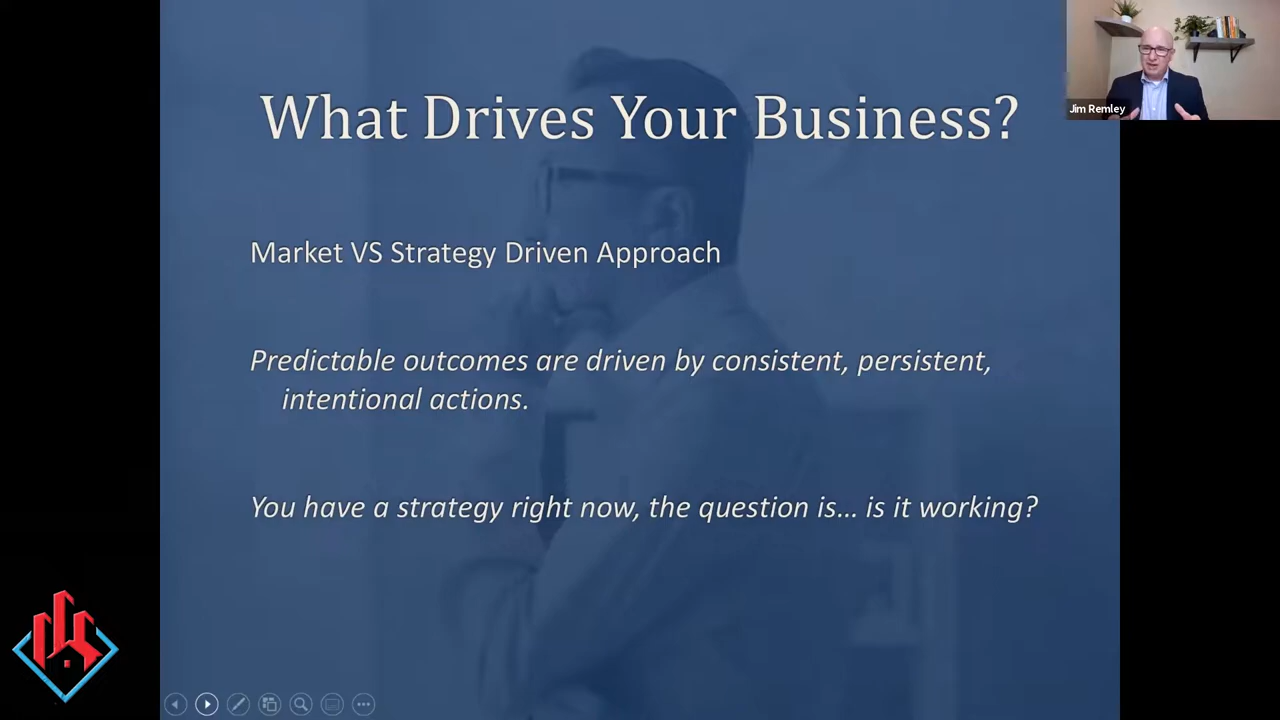 What Drives Your Business?
Jim Remley
Market VS Strategy Driven Approach
Predictable outcomes are driven by consistent, persistent,
intentional actions.
You have a strategy right now, the question is... is it working?